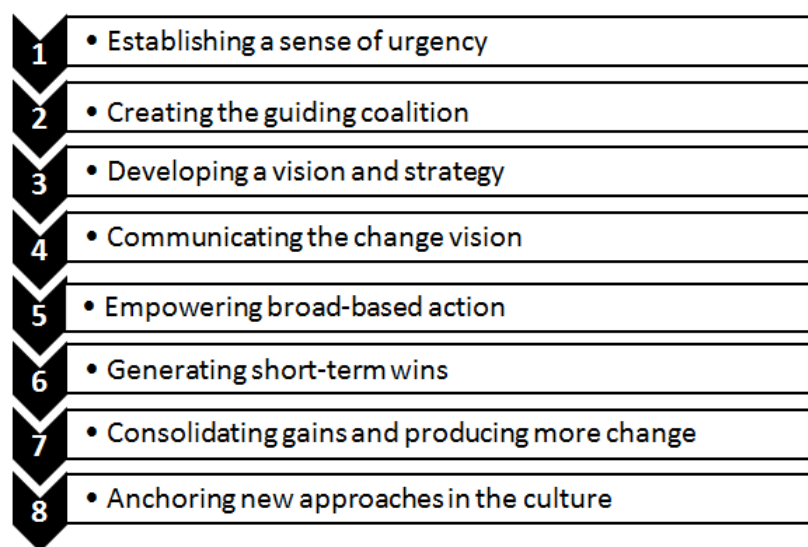 1 • Establishing a sense of urgency
2 • Creating the guiding coalition
3 • Developing a vision and strategy
4 • Communicating the change vision
5 • Empowering broad-based action
6 • Generating short-term wins
7 • Consolidating gains and producing more change
8 • Anchoring new approaches in the culture